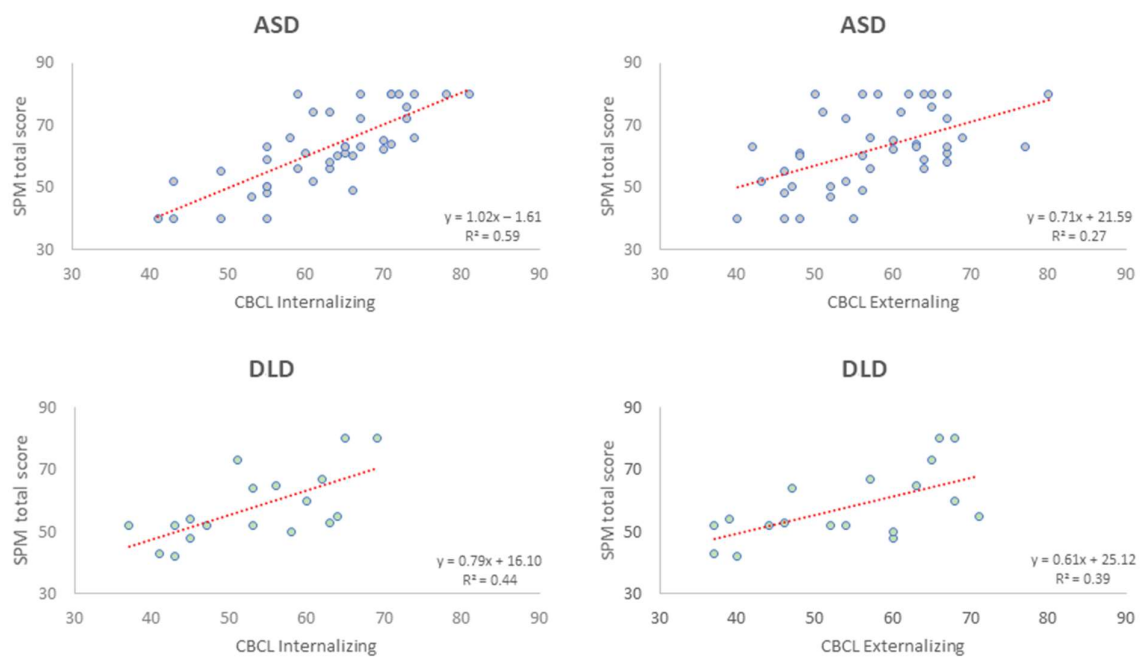 ASD
90
70
50
30
SPM total score
y = 1.02x – 1.61
R² = 0.59
30 40 50 60 70 80 90
CBCL Internalizing
ASD
90
70
50
30
SPM total score
y = 0.71x + 21.59
R² = 0.27
30 40 50 60 70 80 90
CBCL Externaling
DLD
90
70
50
30
SPM total score
y = 0.79x + 16.10
R² = 0.44
30 40 50 60 70 80 90
CBCL Internalizing
DLD
90
70
50
30
SPM total score
y = 0.61x + 25.12
R² = 0.39
30 40 50 60 70 80 90
CBCL Externalizing